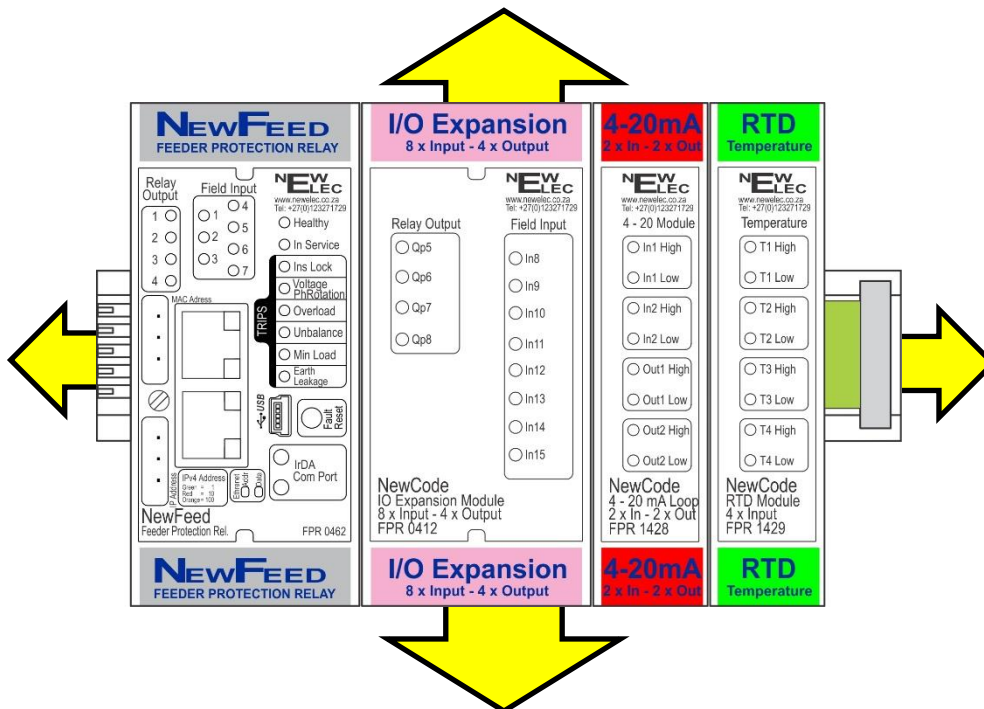 NEWFEED
FEEDER PROTECTION RELAY
Relay
Output
1
2
3
4
Field Input
1
2
3
4
5
6
7
NEW ELEC
www.newelec.co.za
Tel: +27(0)123271729
Healthy
In Service
TRIPS
Ins Lock
Voltage
PhRotation
Overload
Unbalance
Min Load
Earth
Leakage
MAC Adress
USB
Fault
Reset
IrDA
Com Port
IP Address
IPv4 Address
Green = 1
Red = 10
Orange = 100
Ethernet
Addr
Data
NewFeed
Feeder Protection Rel.
FPR 0462
NEWFEED
FEEDER PROTECTION RELAY
I/O Expansion
8 x Input - 4 x Output
NEW ELEC
www.newelec.co.za
Tel: +27(0)123271729
Relay Output
Qp5
Qp6
Qp7
Qp8
Field Input
In8
In9
In10
In11
In12
In13
In14
In15
NewCode
IO Expansion Module
8 x Input - 4 x Output
FPR 0412
I/O Expansion
8 x Input - 4 x Output
4-20mA
2 x In - 2 x Out
NEW ELEC
www.newelec.co.za
Tel: +27(0)123271729
4 - 20 Module
In1 High
In1 Low
In2 High
In2 Low
Out1 High
Out1 Low
Out2 High
Out2 Low
NewCode
4 - 20 mA Loop
2 x In - 2 x Out
FPR 1428
4-20mA
2 x In - 2 x Out
RTD
Temperature
NEW ELEC
www.newelec.co.za
Tel: +27(0)123271729
Temperature
T1 High
T1 Low
T2 High
T2 Low
T3 High
T3 Low
T4 High
T4 Low
NewCode
RTD Module
4 x Input
FPR 1429
RTD
Temperature